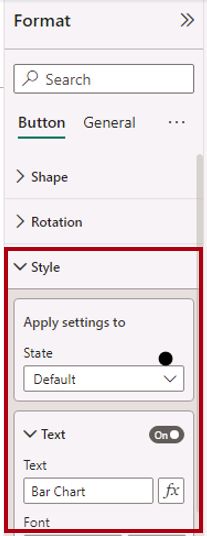 Format
Search
Button General
Shape
Rotation
Style
Apply settings to
State
Default
Text
On
Text
Bar Chart
fx
Font